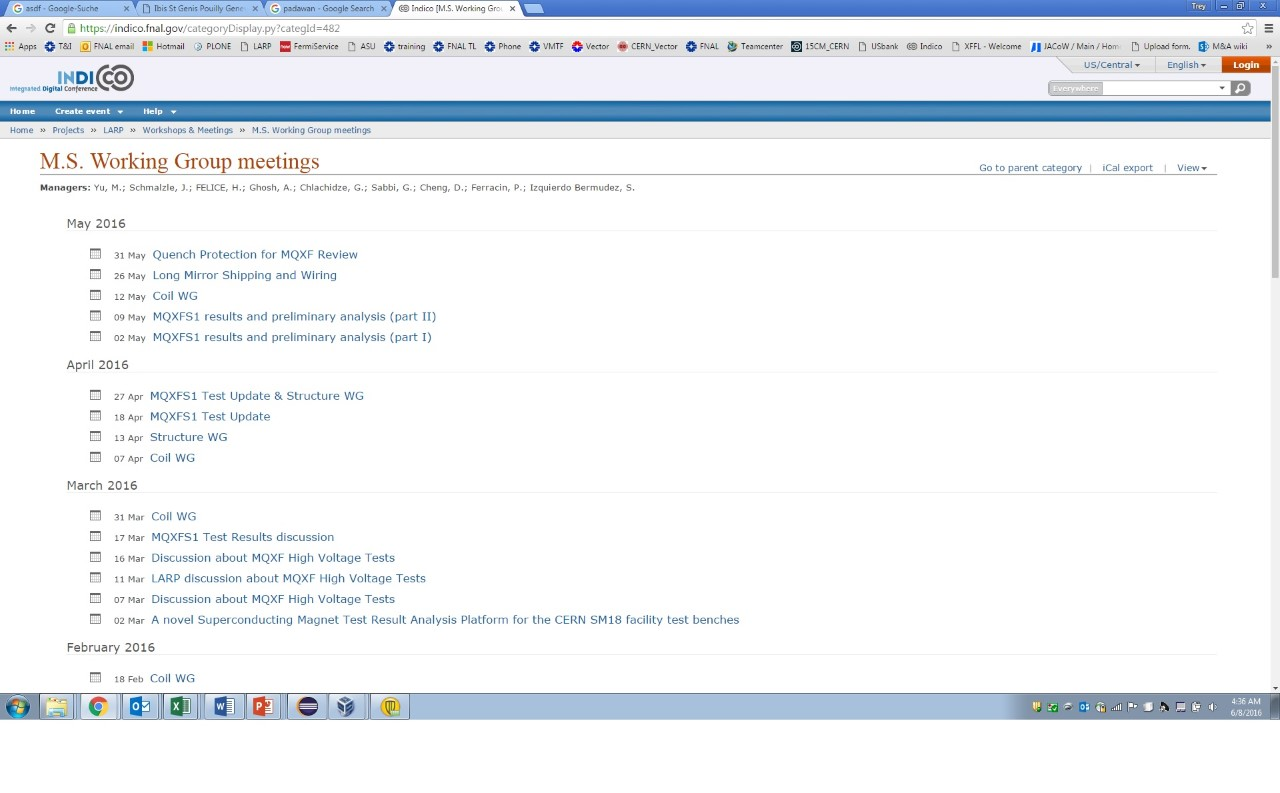 asdf - Google-Suche Ibis St Genis Pouilly Gene padawan - Google Search Indico [M.S. Working Grou Trey
https://indico.fnal.gov/categoryDisplay.py?categId=482
Apps T&I FNAL email Hotmail PLONE LARP FermiService ASU training FNAL TL Phone VMTF Vector CERN_Vector FNAL Teamcenter 15CM_CERN USbank Indico XFEL - Welcome JACoW / Main / Home Upload form. M&A wiki »
INDICO
Integrated Digital Conference
US/Central English Login
Everywhere
Home Create event Help
Home » Projects » LARP » Workshops & Meetings » M.S. Working Group meetings
M.S. Working Group meetings
Go to parent category | iCal export | View
Managers: Yu, M.; Schmalzle, J.; FELICE, H.; Ghosh, A.; Chlachidze, G.; Sabbi, G.; Cheng, D.; Ferracin, P.; Izquierdo Bermudez, S.
May 2016
31 May Quench Protection for MQXF Review
26 May Long Mirror Shipping and Wiring
12 May Coil WG
09 May MQXFS1 results and preliminary analysis (part II)
02 May MQXFS1 results and preliminary analysis (part I)
April 2016
27 Apr MQXFS1 Test Update & Structure WG
18 Apr MQXFS1 Test Update
13 Apr Structure WG
07 Apr Coil WG
March 2016
31 Mar Coil WG
17 Mar MQXFS1 Test Results discussion
16 Mar Discussion about MQXF High Voltage Tests
11 Mar LARP discussion about MQXF High Voltage Tests
07 Mar Discussion about MQXF High Voltage Tests
02 Mar A novel Superconducting Magnet Test Result Analysis Platform for the CERN SM18 facility test benches
February 2016
18 Feb Coil WG
4:36 AM
6/8/2016